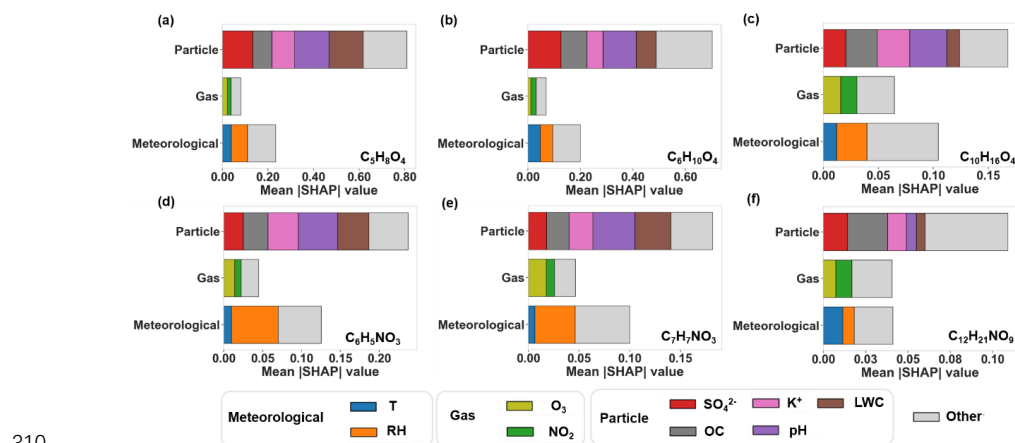 (a)
Particle
Gas
Meteorological
C₅H₈O₄
0.00 0.20 0.40 0.60 0.80
Mean |SHAP| value
(b)
Particle
Gas
Meteorological
C₆H₁₀O₄
0.00 0.20 0.40 0.60
Mean |SHAP| value
(c)
Particle
Gas
Meteorological
C₁₀H₁₆O₄
0.00 0.05 0.10 0.15
Mean |SHAP| value
(d)
Particle
Gas
Meteorological
C₆H₅NO₃
0.00 0.05 0.10 0.15 0.20
Mean |SHAP| value
(e)
Particle
Gas
Meteorological
C₇H₇NO₃
0.00 0.05 0.10 0.15
Mean |SHAP| value
(f)
Particle
Gas
Meteorological
C₁₂H₂₁NO₉
0.00 0.03 0.05 0.08 0.10
Mean |SHAP| value
Meteorological
T
RH
Gas
O₃
NO₂
Particle
SO₄²⁻ K⁺ LWC
OC pH
Other
310